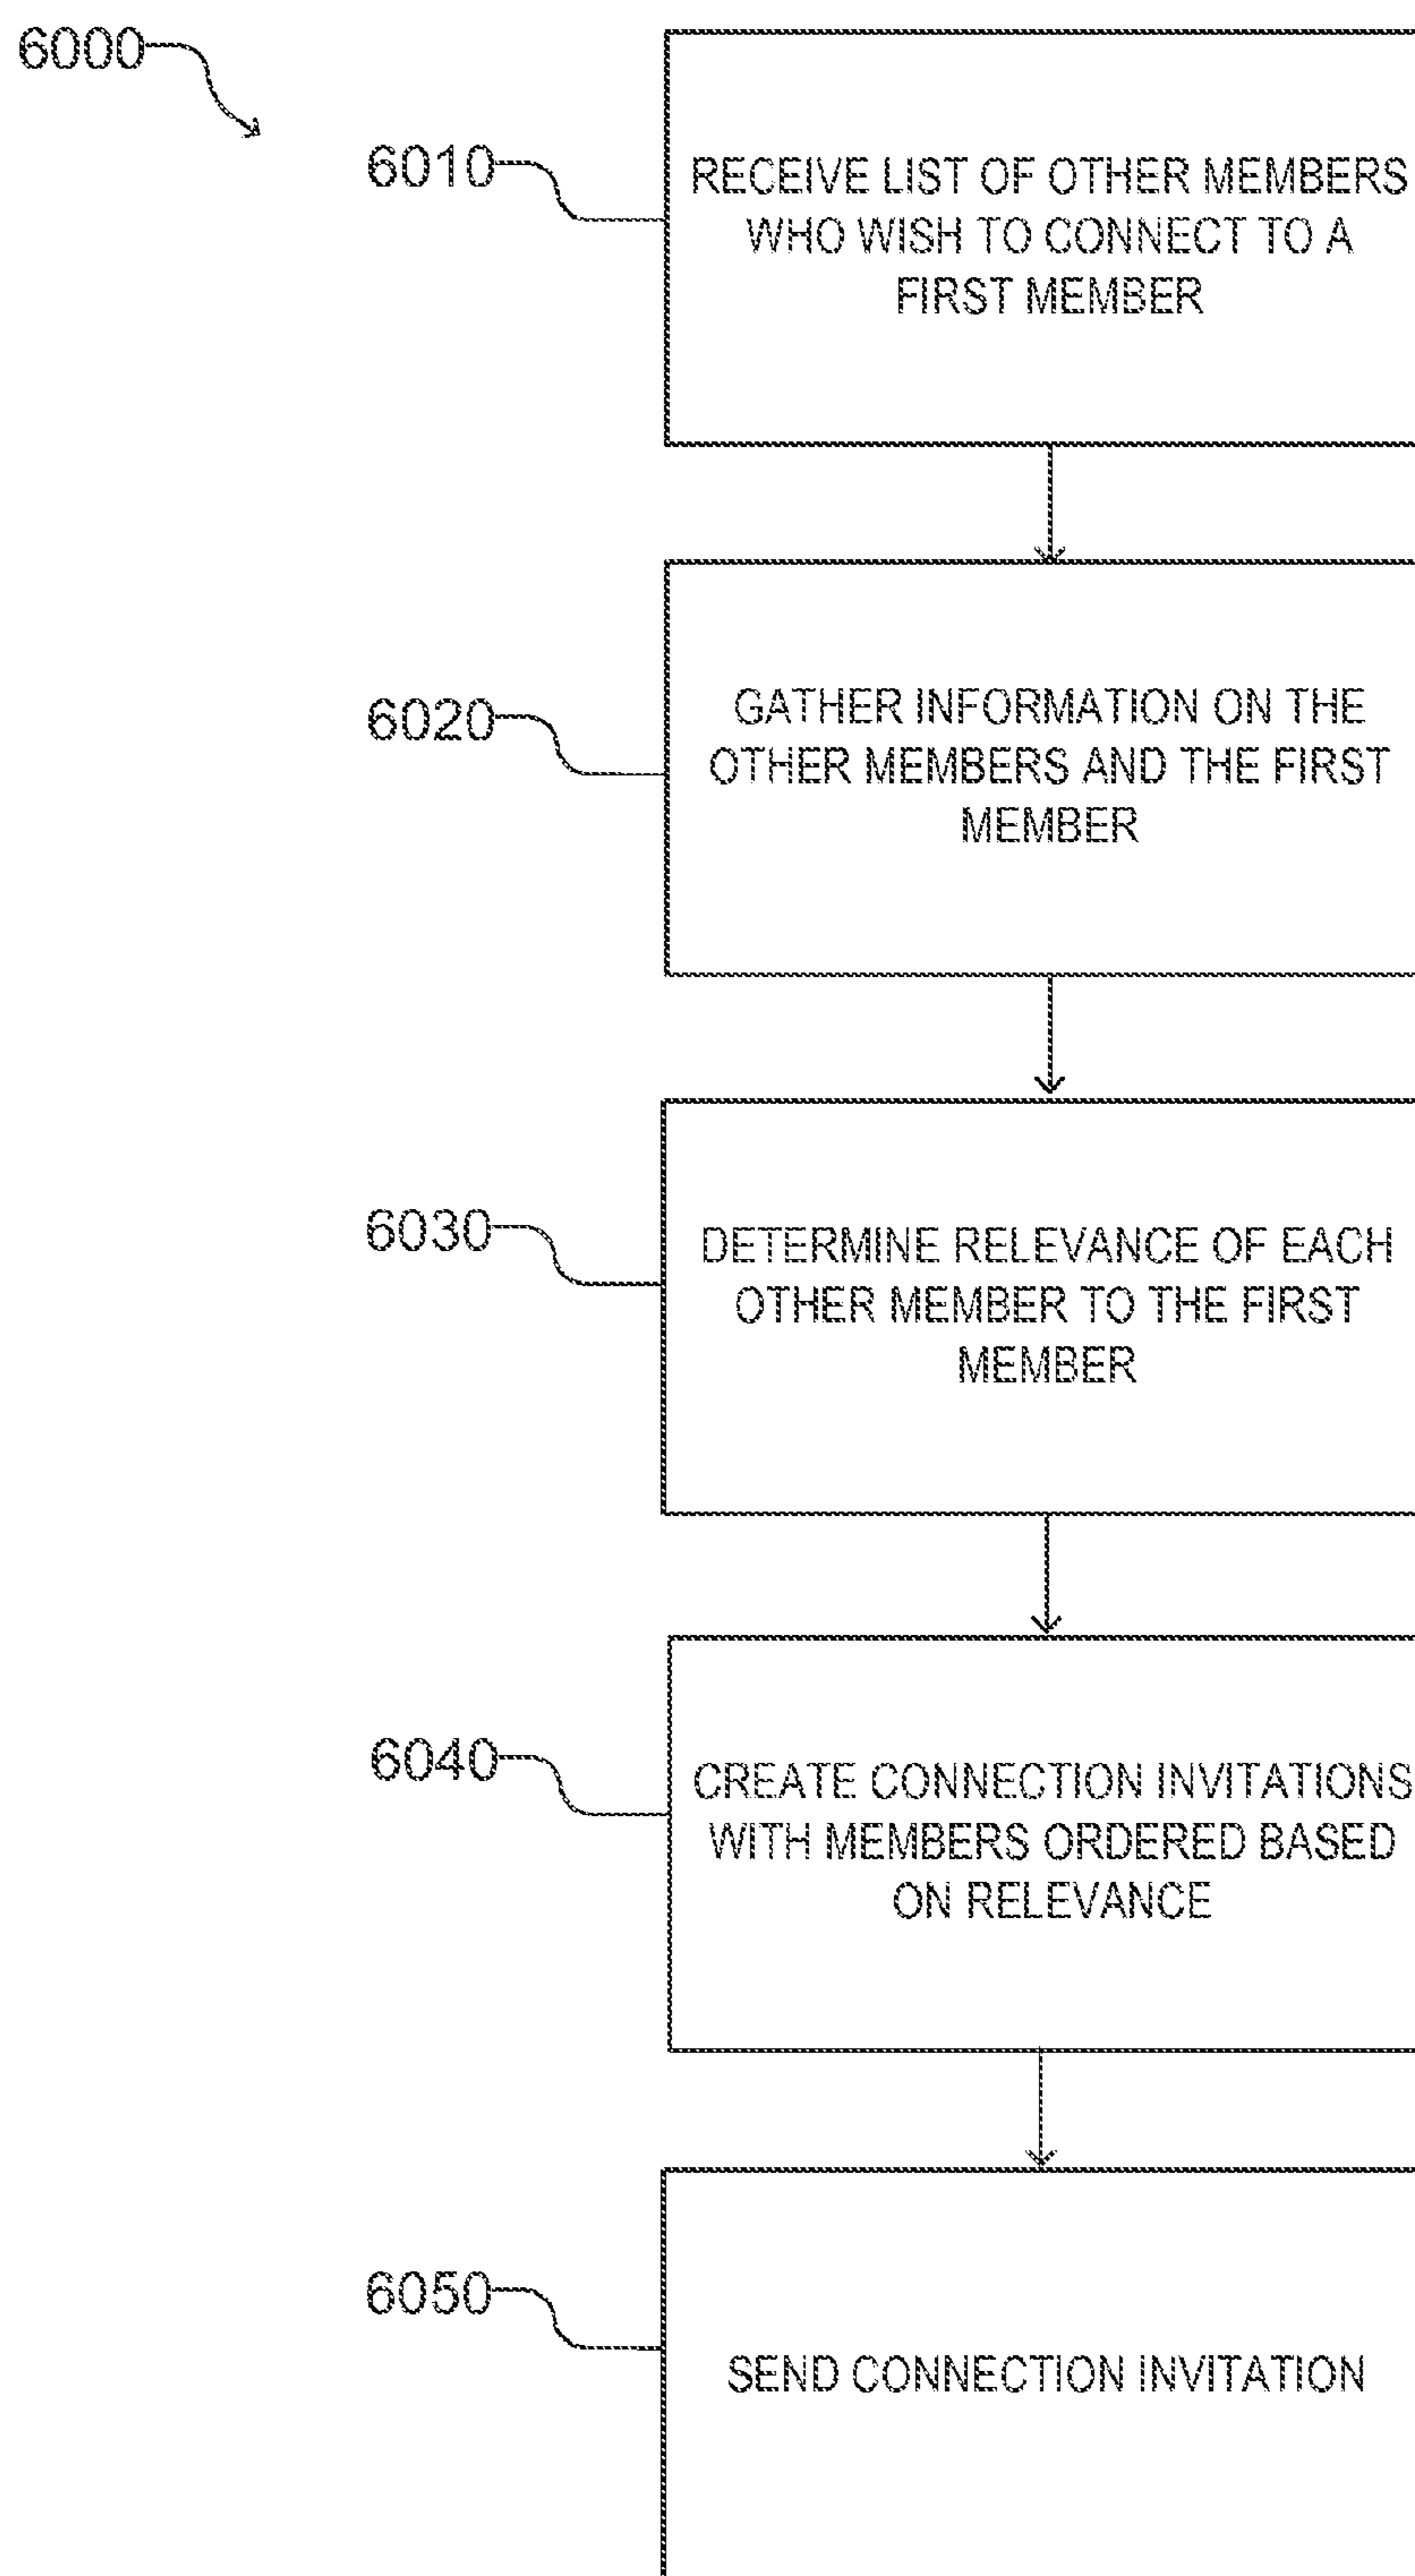 6000
6010
RECEIVE LIST OF OTHER MEMBERS
WHO WISH TO CONNECT TO A
FIRST MEMBER
6020
GATHER INFORMATION ON THE
OTHER MEMBERS AND THE FIRST
MEMBER
6030
DETERMINE RELEVANCE OF EACH
OTHER MEMBER TO THE FIRST
MEMBER
6040
CREATE CONNECTION INVITATIONS
WITH MEMBERS ORDERED BASED
ON RELEVANCE
6050
SEND CONNECTION INVITATION